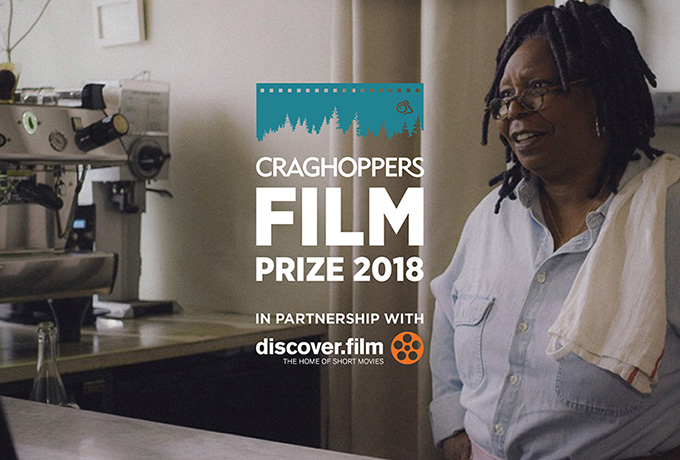 CRAGHOPPERS
FILM
PRIZE 2018
IN PARTNERSHIP WITH
discover.film
THE HOME OF SHORT MOVIES